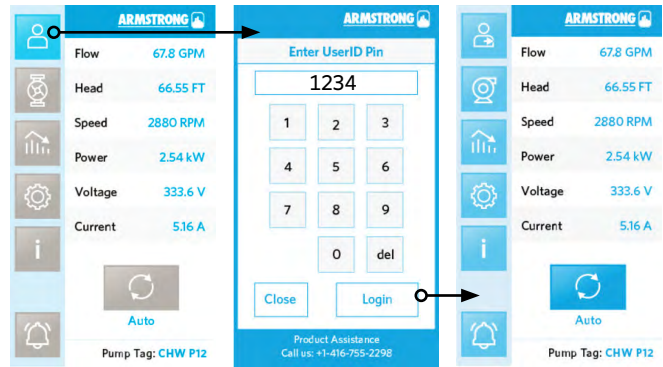 ARMSTRONG
Flow 67.8 GPM
Head 66.55 FT
Speed 2880 RPM
Power 2.54 kW
Voltage 333.6 V
Current 5.16 A
i
Auto
Pump Tag: CHW P12
ARMSTRONG
Enter UserID Pin
1234
1 2 3
4 5 6
7 8 9
0 del
Close Login
Product Assistance
Call us: +1-416-755-2298
ARMSTRONG
Flow 67.8 GPM
Head 66.55 FT
Speed 2880 RPM
Power 2.54 kW
Voltage 333.6 V
Current 5.16 A
i
Auto
Pump Tag: CHW P12